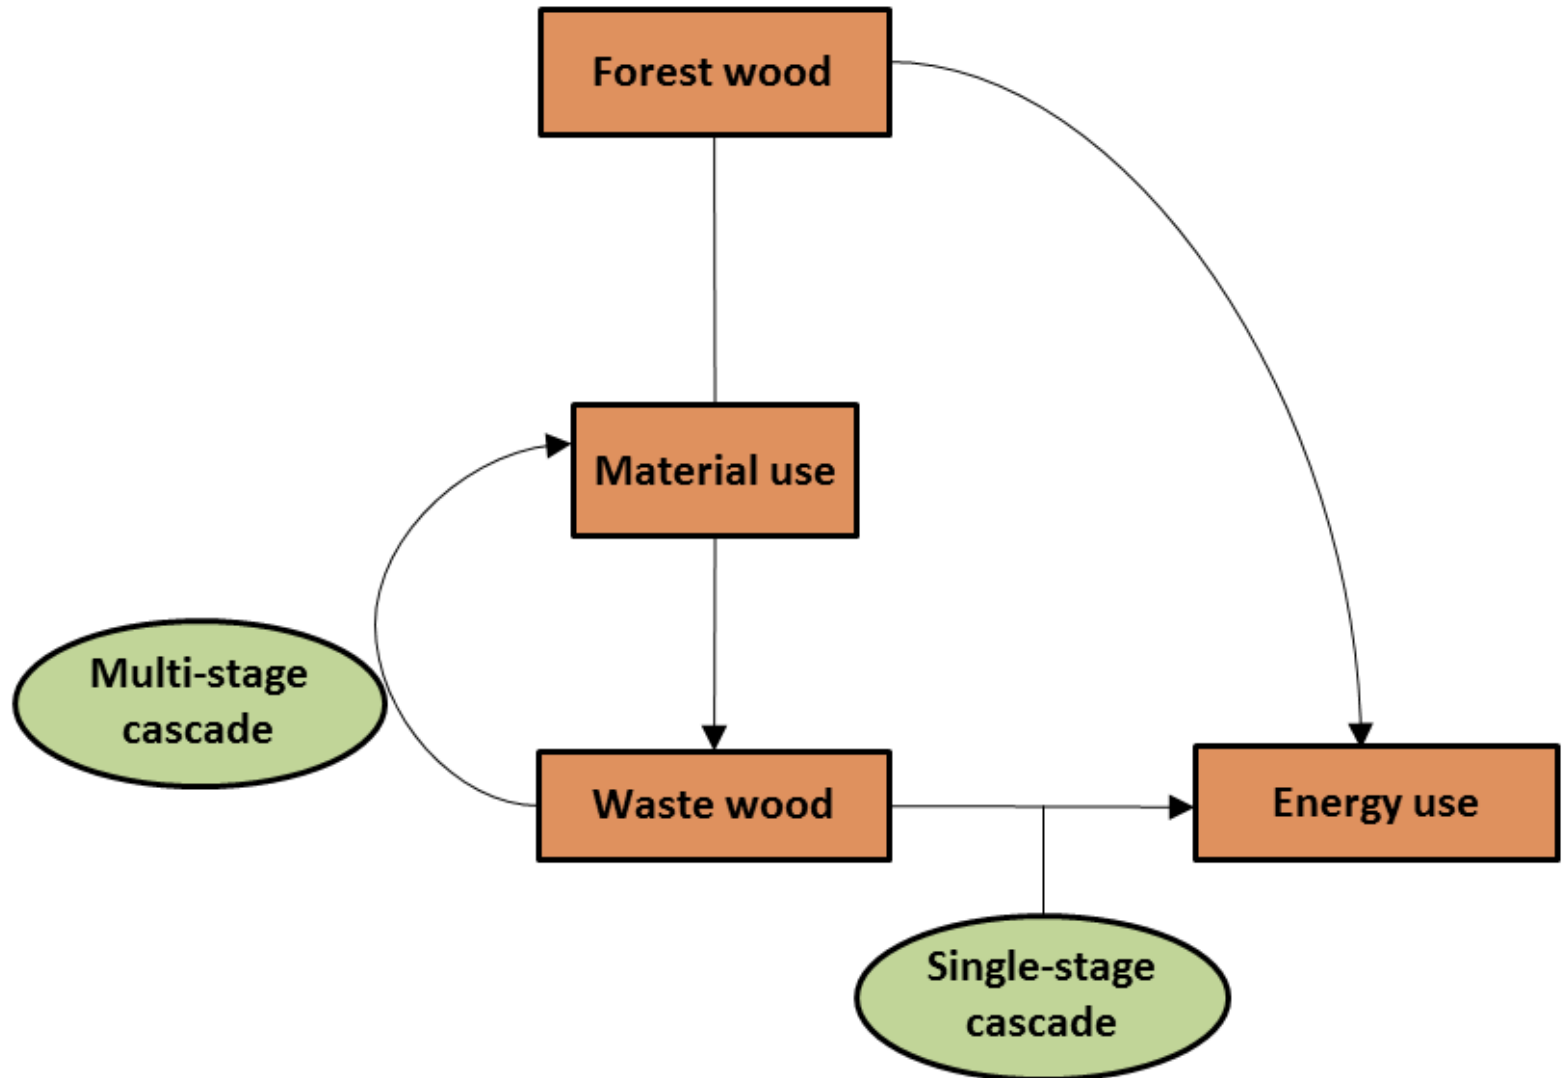 Forest wood
Material use
Multi-stage
cascade
Waste wood
Energy use
Single-stage
cascade